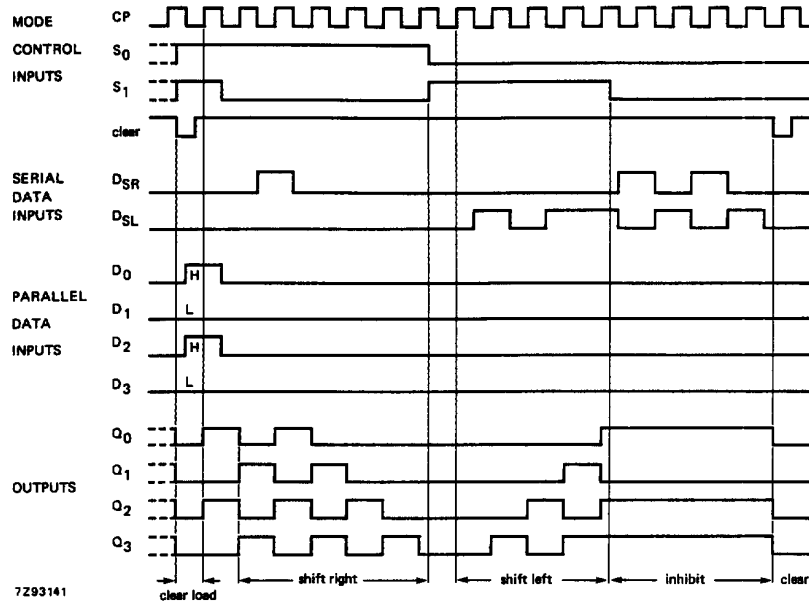 MODE
CONTROL
INPUTS
CP
S0
S1
clear
SERIAL
DATA
INPUTS
DSR
DSL
PARALLEL
DATA
INPUTS
D0
H
D1
L
D2
H
D3
L
OUTPUTS
Q0
Q1
Q2
Q3
clear load
shift right
shift left
inhibit
clear
7Z93141